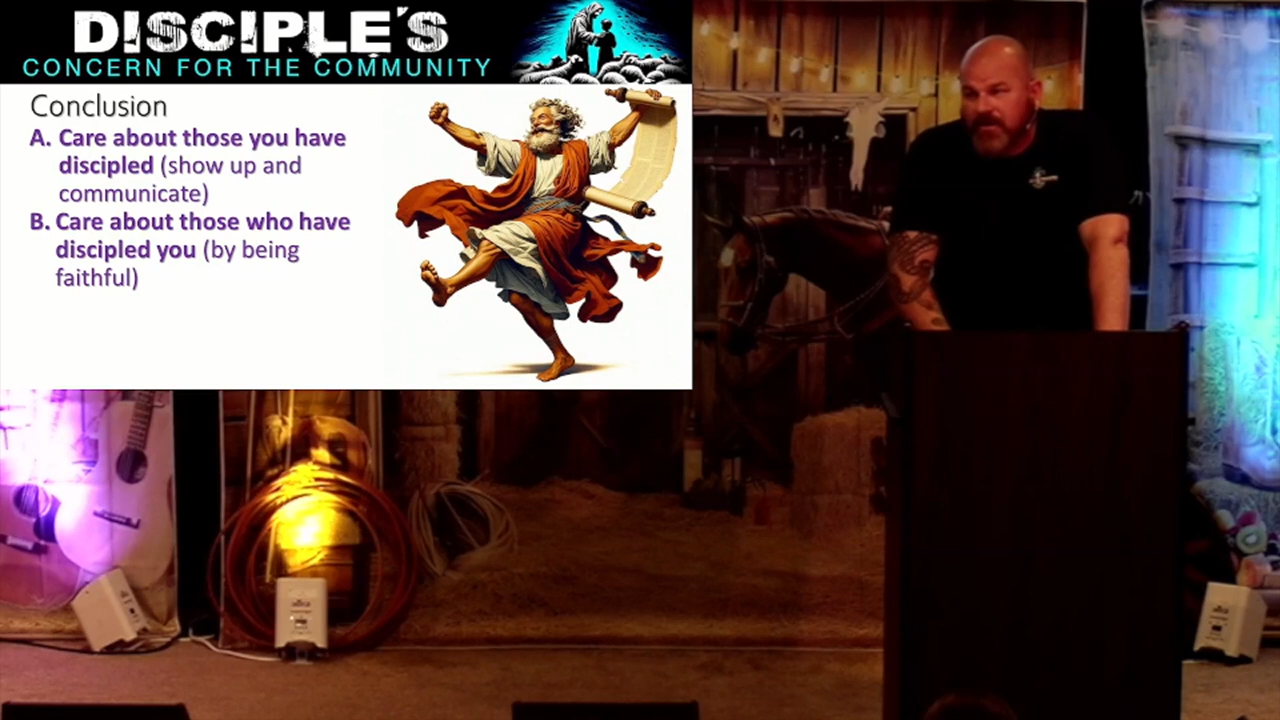 DISCIPLE'S
CONCERN FOR THE COMMUNITY
Conclusion
A. Care about those you have
discipled (show up and
communicate)
B. Care about those who have
discipled you (by being
faithful)